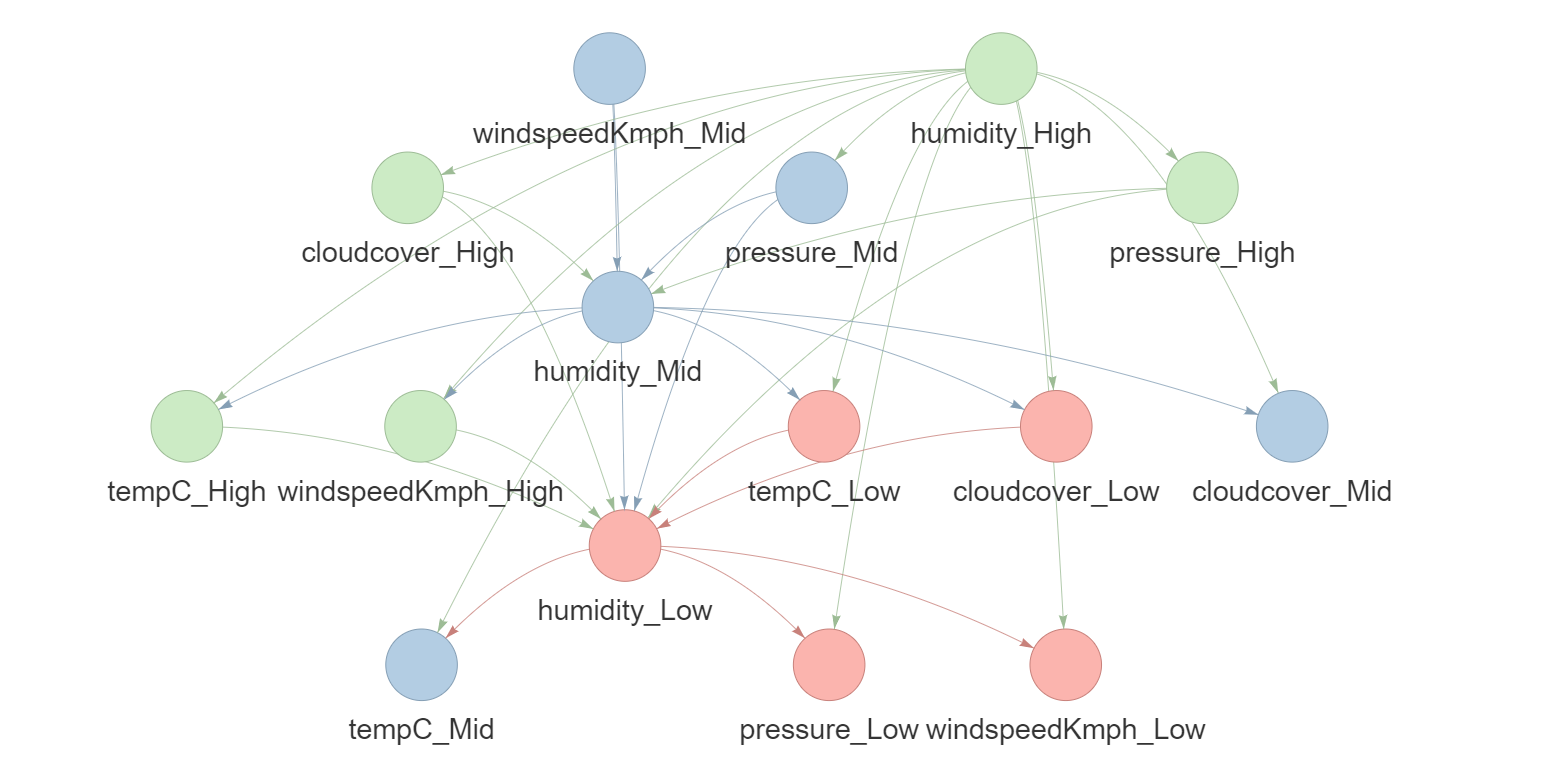 windspeedKmph_Mid
humidity_High
cloudcover_High
pressure_Mid
pressure_High
humidity_Mid
tempC_High
windspeedKmph_High
tempC_Low
cloudcover_Low
cloudcover_Mid
humidity_Low
tempC_Mid
pressure_Low
windspeedKmph_Low